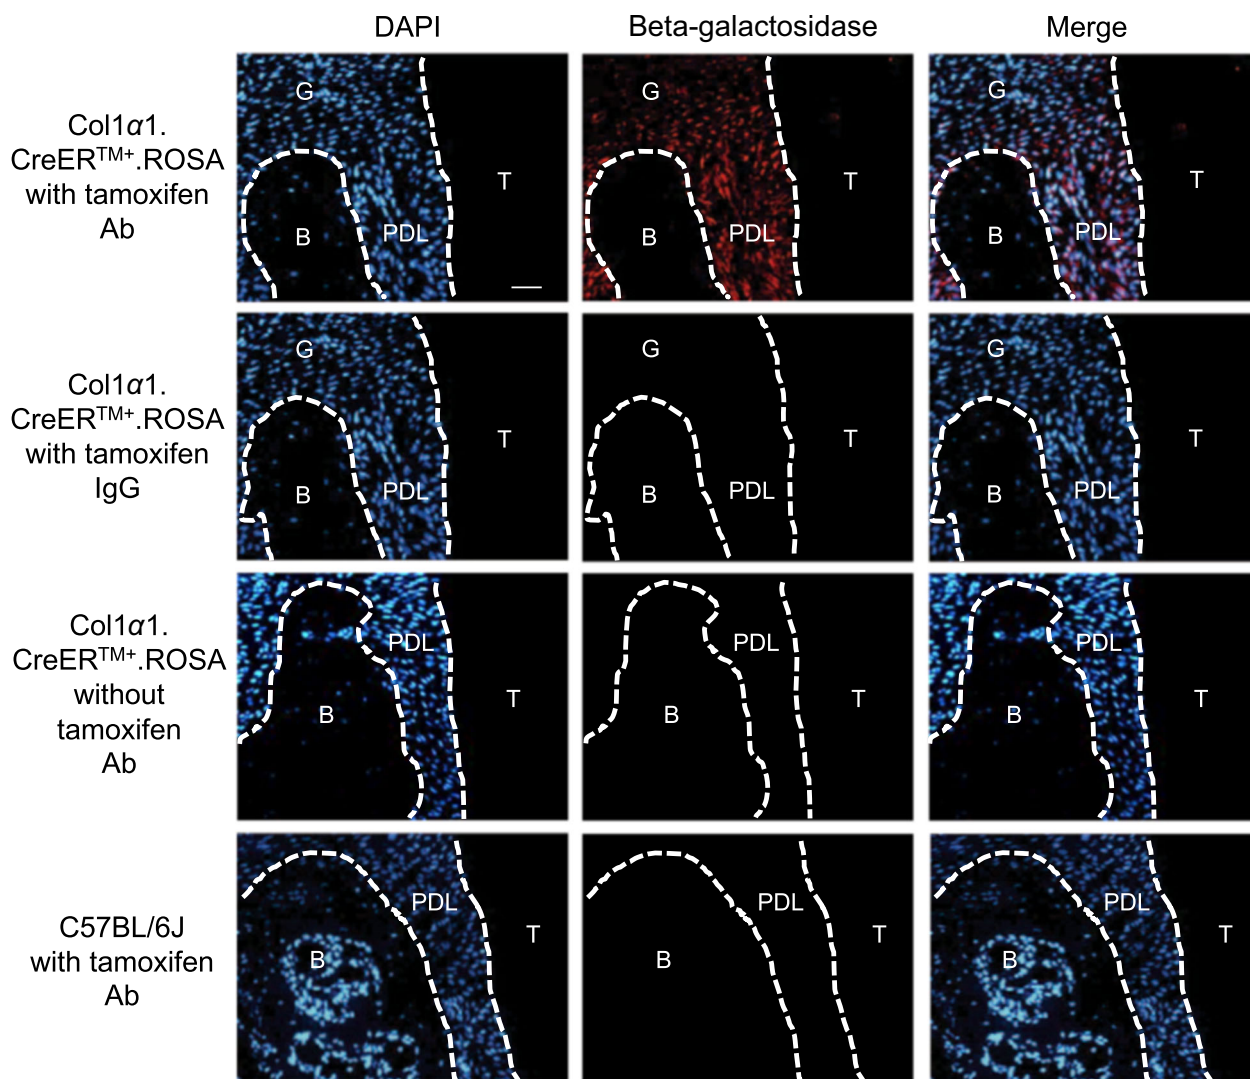 DAPI Beta-galactosidase Merge
Col1α1.
CreERTM+.ROSA
with tamoxifen
Ab
G G G
T T T
B PDL B PDL B PDL
Col1α1.
CreERTM+.ROSA
with tamoxifen
IgG
G G G
T T T
B PDL B PDL B PDL
Col1α1.
CreERTM+.ROSA
without
tamoxifen
Ab
PDL PDL PDL
B T B T B T
C57BL/6J
with tamoxifen
Ab
PDL PDL PDL
T T T
B B B